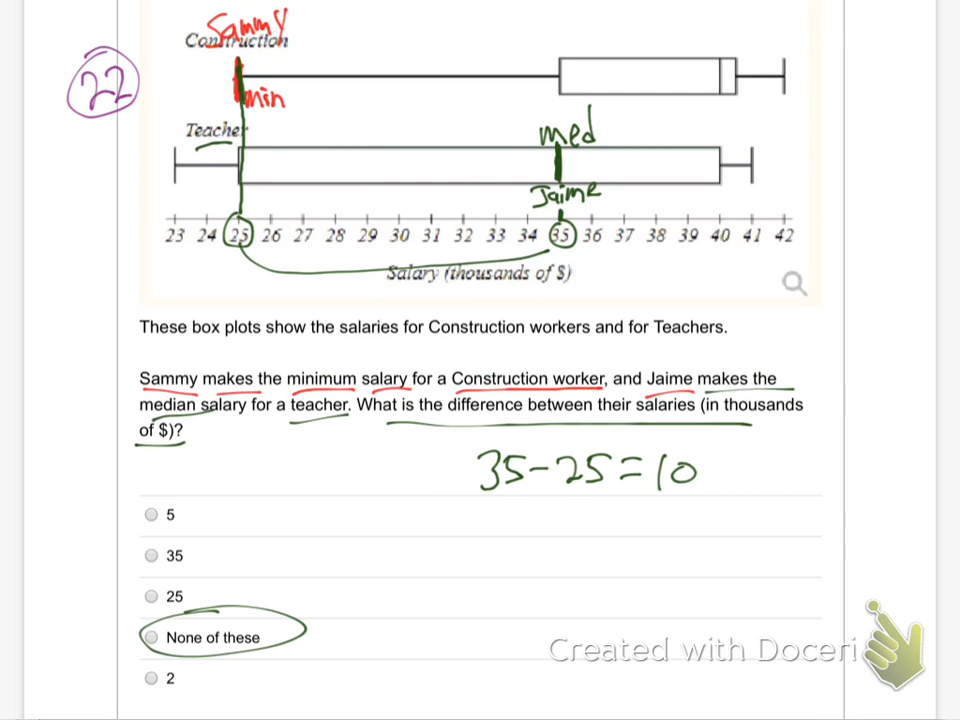 Sammy
Construction
22
min
Teacher
med
Jaime
23 24 25 26 27 28 29 30 31 32 33 34 35 36 37 38 39 40 41 42
Salary (thousands of $)
These box plots show the salaries for Construction workers and for Teachers.
Sammy makes the minimum salary for a Construction worker, and Jaime makes the
median salary for a teacher. What is the difference between their salaries (in thousands
of $)?
35-25=10
5
35
25
None of these
2
Created with Doceri